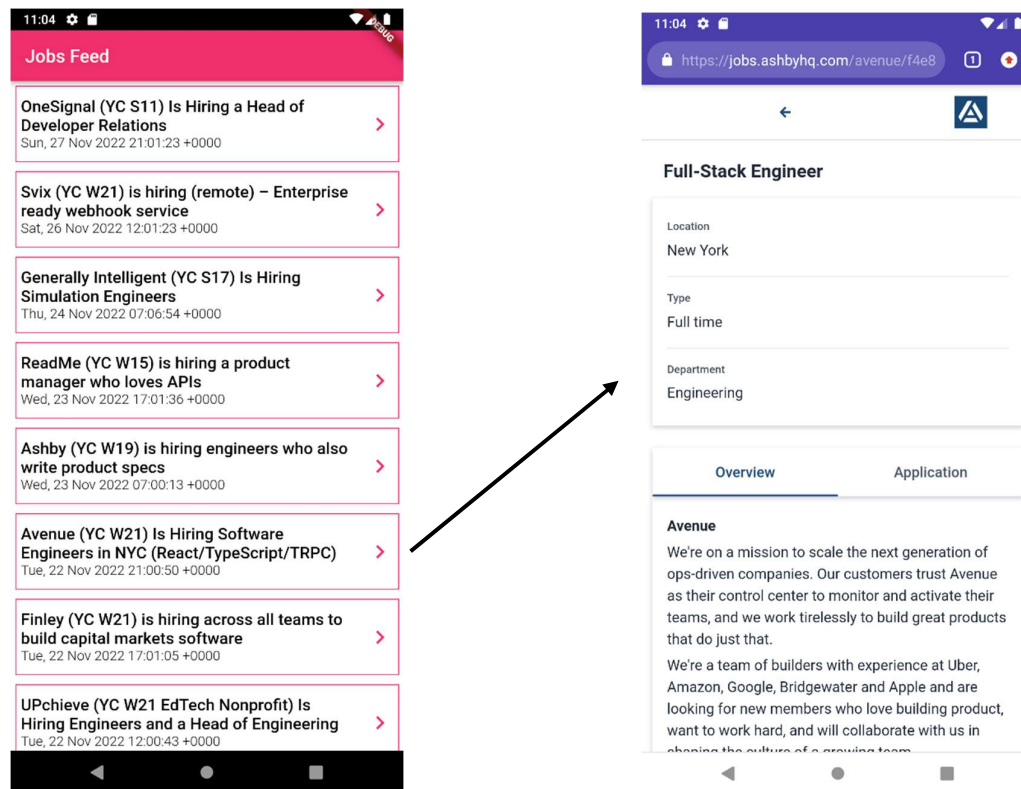 11:04
DEBUG
Jobs Feed
OneSignal (YC S11) Is Hiring a Head of
Developer Relations
Sun, 27 Nov 2022 21:01:23 +0000
Svix (YC W21) is hiring (remote) – Enterprise
ready webhook service
Sat, 26 Nov 2022 12:01:23 +0000
Generally Intelligent (YC S17) Is Hiring
Simulation Engineers
Thu, 24 Nov 2022 07:06:54 +0000
ReadMe (YC W15) is hiring a product
manager who loves APIs
Wed, 23 Nov 2022 17:01:36 +0000
Ashby (YC W19) is hiring engineers who also
write product specs
Wed, 23 Nov 2022 07:00:13 +0000
Avenue (YC W21) Is Hiring Software
Engineers in NYC (React/TypeScript/TRPC)
Tue, 22 Nov 2022 21:00:50 +0000
Finley (YC W21) is hiring across all teams to
build capital markets software
Tue, 22 Nov 2022 17:01:05 +0000
UPchieve (YC W21 EdTech Nonprofit) Is
Hiring Engineers and a Head of Engineering
Tue, 22 Nov 2022 12:00:43 +0000
11:04
https://jobs.ashbyhq.com/avenue/f4e8
1
Full-Stack Engineer
Location
New York
Type
Full time
Department
Engineering
Overview Application
Avenue
We're on a mission to scale the next generation of
ops-driven companies. Our customers trust Avenue
as their control center to monitor and activate their
teams, and we work tirelessly to build great products
that do just that.
We're a team of builders with experience at Uber,
Amazon, Google, Bridgewater and Apple and are
looking for new members who love building product,
want to work hard, and will collaborate with us in
shaping the culture of a growing team